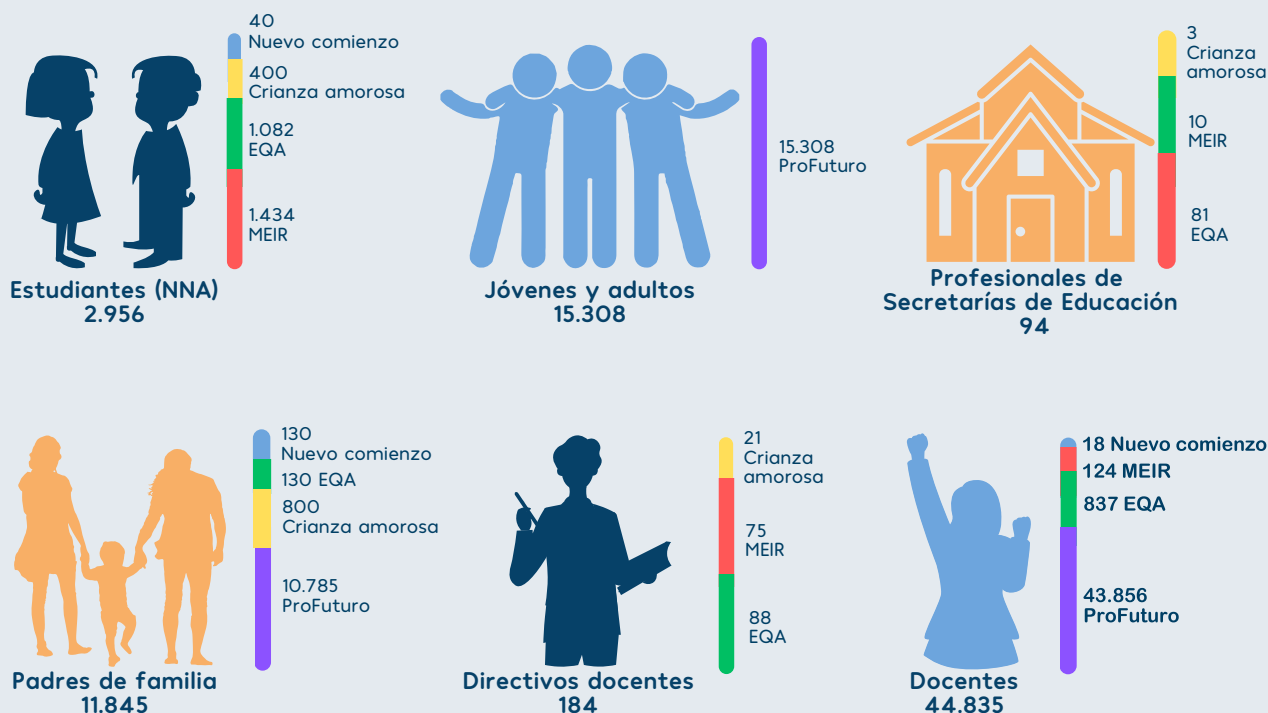 40
Nuevo comienzo
400
Crianza amorosa
1.082
EQA
1.434
MEIR
Estudiantes (NNA)
2.956
15.308
ProFuturo
Jóvenes y adultos
15.308
3
Crianza
amorosa
10
MEIR
81
EQA
Profesionales de
Secretarías de Educación
94
130
Nuevo comienzo
130 EQA
800
Crianza amorosa
10.785
ProFuturo
Padres de familia
11.845
21
Crianza
amorosa
75
MEIR
88
EQA
Directivos docentes
184
18 Nuevo comienzo
124 MEIR
837 EQA
43.856
ProFuturo
Docentes
44.835